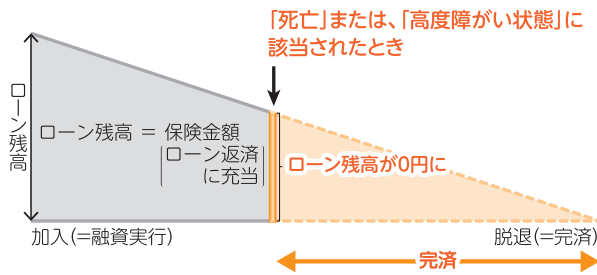 「死亡」または、「高度障がい状態」に
該当されたとき
ローン残高
ローン残高 = 保険金額
ローン返済
に充当
ローン残高が0円に
加入(=融資実行)
脱退(=完済)
完済